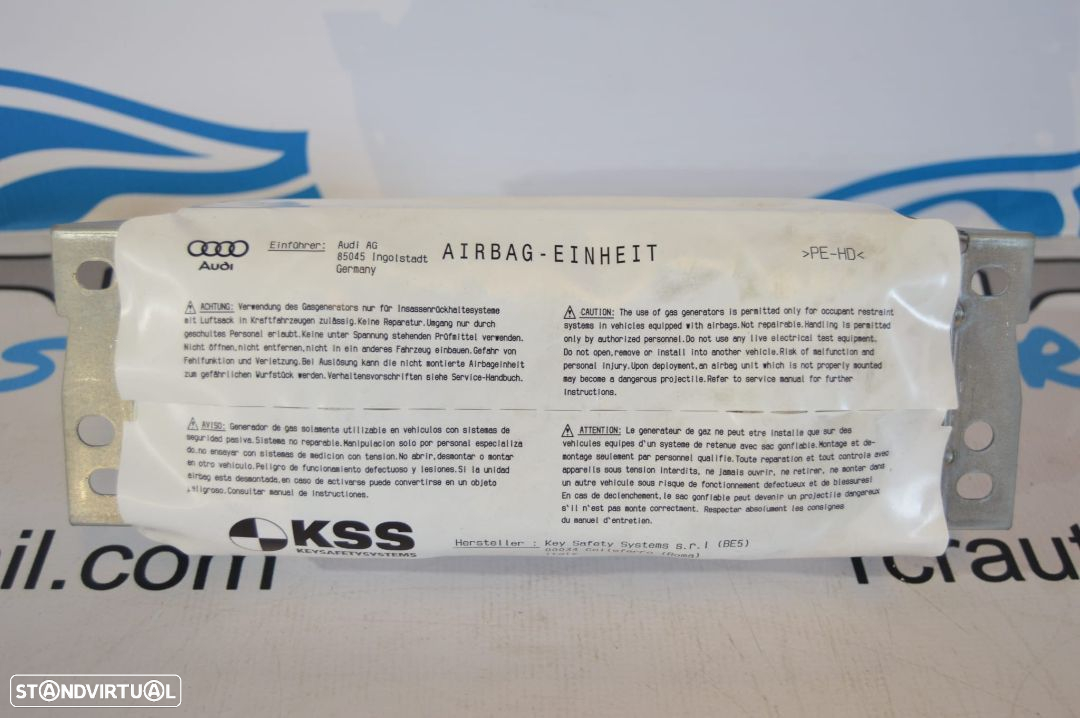 Audi
Einführer: Audi AG
85045 Ingolstadt
Germany
AIRBAG-EINHEIT
>PE-HD<
ACHTUNG: Verwendung des Gasgenerators nur für Insassenrückhaltesysteme
mit Luftsack in Kraftfahrzeugen zulässig.Keine Reparatur.Umgang nur durch
geschultes Personal erlaubt.Keine unter Spannung stehenden Prüfmittel verwenden.
Nicht öffnen,nicht entfernen,nicht in ein anderes Fahrzeug einbauen.Gefahr von
Fehlfunktion und Verletzung.Bei Auslösung kann die nicht montierte Airbageinheit
zum gefährlichen Wurfstück werden.Verhaltensvorschriften siehe Service-Handbuch.
CAUTION: The use of gas generators is permitted only for occupant restraint
systems in vehicles equipped with airbags.Not repairable.Handling is permitted
only by authorized personnel.Do not use any live electrical test equipment.
Do not open,remove or install into another vehicle.Risk of malfunction and
personal injury.Upon deployment,an airbag unit which is not properly mounted
may become a dangerous projectile.Refer to service manual for further
instructions.
AVISO: Generador de gas solamente utilizable en vehiculos con sistemas de
seguridad pasiva.Sistema no reparable.Manipulacion solo por personal especializa
do.no ensayar con sistemas de medicion con tension.No abrir,desmontar o montar
en otro vehiculo.Peligro de funcionamiento defectuoso y lesiones.Si la unidad
airbag esta desmontada,en caso de activarse puede convertirse en un objeto
peligroso.Consultar manual de instrucciones.
ATTENTION: Le generateur de gaz ne peut etre installe que sur des
vehicules equipes d'un systeme de retenue avec sac gonflable.Montage et de-
montage seulement par personnel qualifie.Toute reparation et tout controle avec
appareils sous tension interdits, ne jamais ouvrir, ne retirer, ne monter dans
un autre vehicule sous risque de fonctionnement defectueux et de blessures!
En cas de declenchement, le sac gonflable peut devenir un projectile dangereux
s'il n'est pas monte correctment. Respecter absolument les consignes
du manuel d'entretien.
KSS
KEYSAFETYSYSTEMS
Hersteller : Key Safety Systems s.r.l (BE5)
00034 Colleferro (Roma)
Italy
il.com
rcraut
STANDVIRTUAL